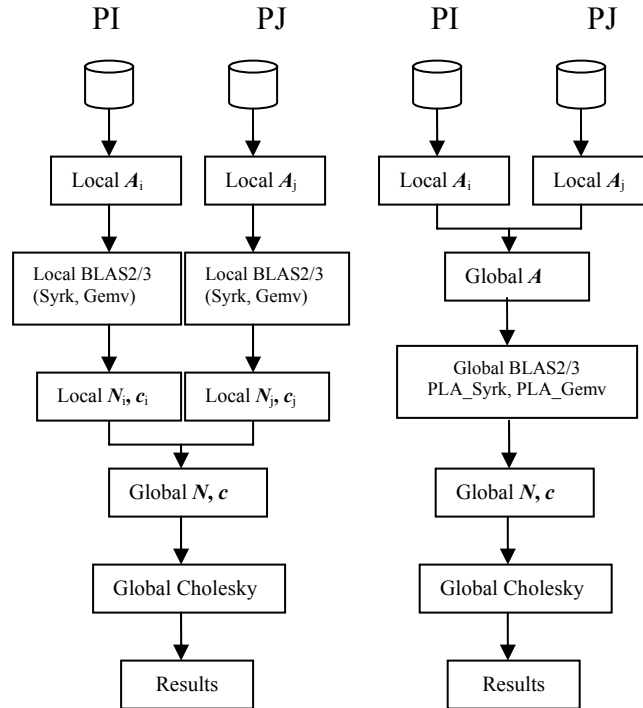 PI PJ PI PJ
Local Ai Local Aj Local Ai Local Aj
Local BLAS2/3 Local BLAS2/3 Global A
(Syrk, Gemv) (Syrk, Gemv)
Global BLAS2/3
PLA_Syrk, PLA_Gemv
Local Ni, ci Local Nj, cj
Global N, c Global N, c
Global Cholesky Global Cholesky
Results Results